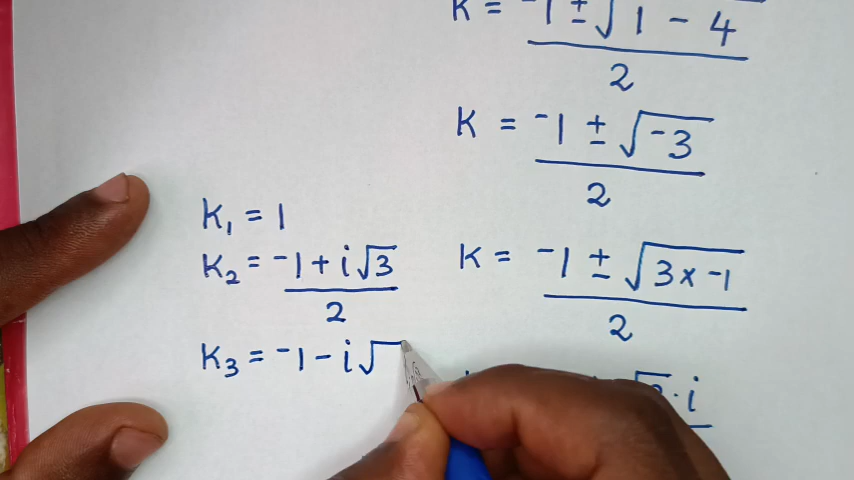 K = -1 ± √1 - 4
2
K = -1 ± √-3
2
K₁ = 1
K₂ = -1 + i√3
2
K = -1 ± √3 x -1
2
K₃ = -1 - i√
· i